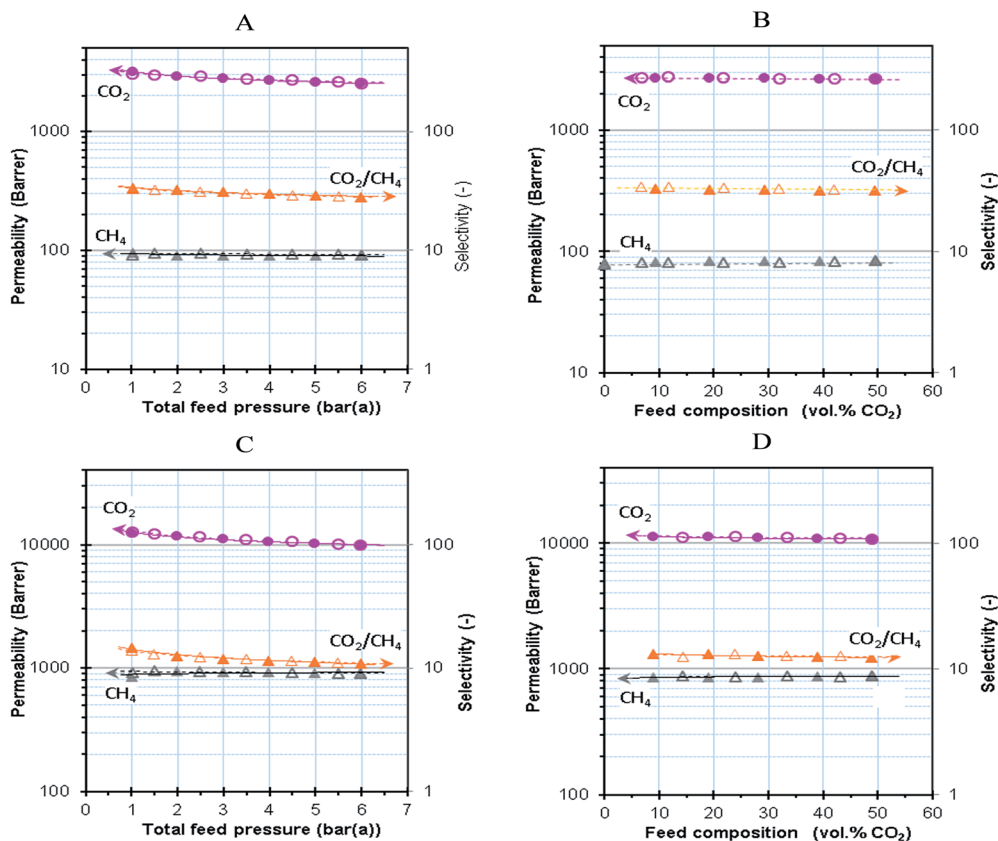 A
Permeability (Barrer)
1000
100
10
CO₂
CO₂/CH₄
CH₄
100
10
1
Selectivity (-)
0 1 2 3 4 5 6 7
Total feed pressure (bar(a))
B
Permeability (Barrer)
1000
100
10
CO₂
CO₂/CH₄
CH₄
100
10
1
Selectivity (-)
0 10 20 30 40 50 60
Feed composition (vol.% CO₂)
C
Permeability (Barrer)
10000
1000
100
CO₂
CO₂/CH₄
CH₄
100
10
1
Selectivity (-)
0 1 2 3 4 5 6 7
Total feed pressure (bar(a))
D
Permeability (Barrer)
10000
1000
100
CO₂
CO₂/CH₄
CH₄
100
10
1
Selectivity (-)
0 10 20 30 40 50 60
Feed composition (vol.% CO₂)